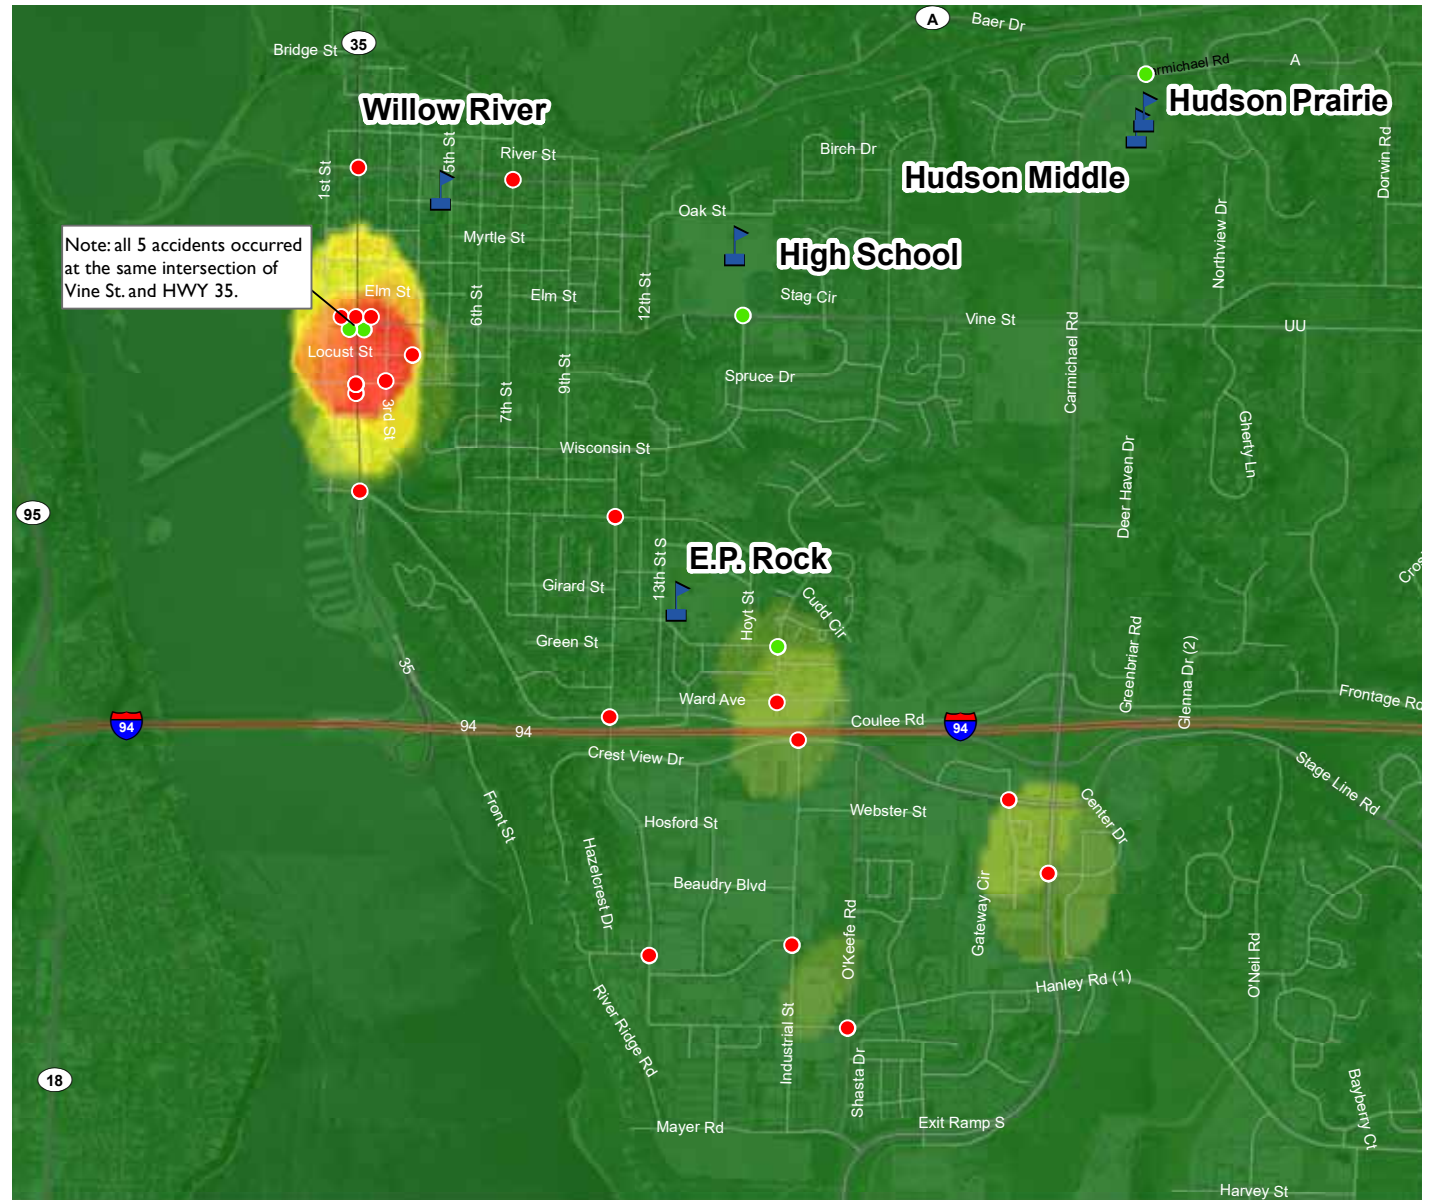 A
Baer Dr
Bridge St
35
armichael Rd
A
Willow River
Hudson Prairie
5th St
River St
Birch Dr
Dorwin Rd
1st St
Hudson Middle
Oak St
Northview Dr
Note: all 5 accidents occurred
at the same intersection of
Vine St. and HWY 35.
Myrtle St
High School
Elm St
6th St
Elm St
12th St
Stag Cir
Vine St
UU
Carmichael Rd
Locust St
9th St
Spruce Dr
7th St
3rd St
Gherty Ln
Wisconsin St
Deer Haven Dr
95
E.P. Rock
13th St S
Girard St
Hoyt St
Cudd Cir
Green St
Greenbriar Rd
Glenna Dr (2)
35
Ward Ave
Frontage Rd
94
94
94
Coulee Rd
94
Crest View Dr
Stage Line Rd
Front St
Hosford St
Webster St
Center Dr
Hazelcrest Dr
Beaudry Blvd
Gateway Cir
O'Keefe Rd
O'Neil Rd
Hanley Rd (1)
River Ridge Rd
Industrial St
Shasta Dr
18
Bayberry Ct
Mayer Rd
Exit Ramp S
Harvey St